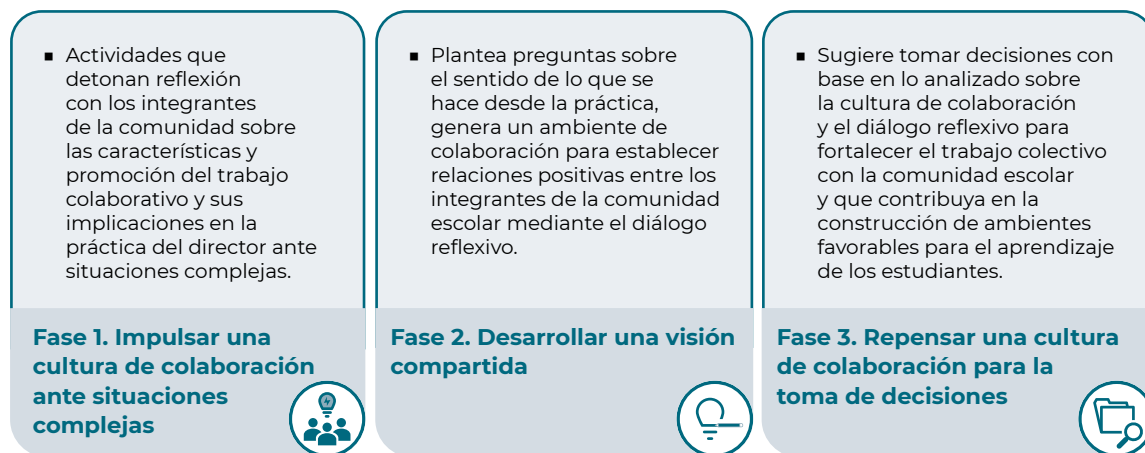 ▪ Actividades que
detonan reflexión
con los integrantes
de la comunidad sobre
las características y
promoción del trabajo
colaborativo y sus
implicaciones en la
práctica del director ante
situaciones complejas.
Fase 1. Impulsar una
cultura de colaboración
ante situaciones
complejas
▪ Plantea preguntas sobre
el sentido de lo que se
hace desde la práctica,
genera un ambiente de
colaboración para establecer
relaciones positivas entre los
integrantes de la comunidad
escolar mediante el diálogo
reflexivo.
Fase 2. Desarrollar una visión
compartida
▪ Sugiere tomar decisiones con
base en lo analizado sobre
la cultura de colaboración
y el diálogo reflexivo para
fortalecer el trabajo colectivo
con la comunidad escolar
y que contribuya en la
construcción de ambientes
favorables para el aprendizaje
de los estudiantes.
Fase 3. Repensar una cultura
de colaboración para la
toma de decisiones